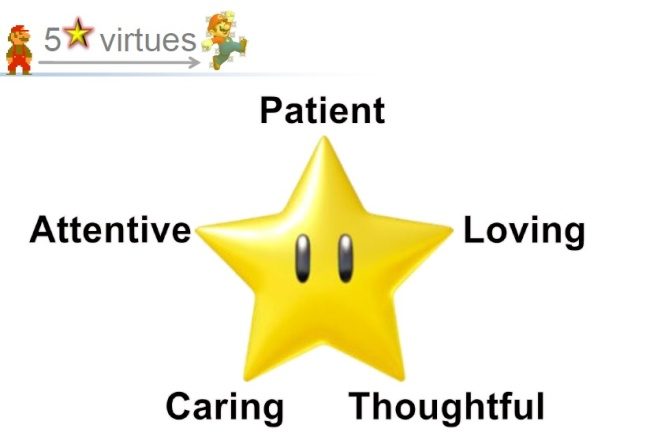 5 virtues
Patient
Attentive
Loving
Caring
Thoughtful